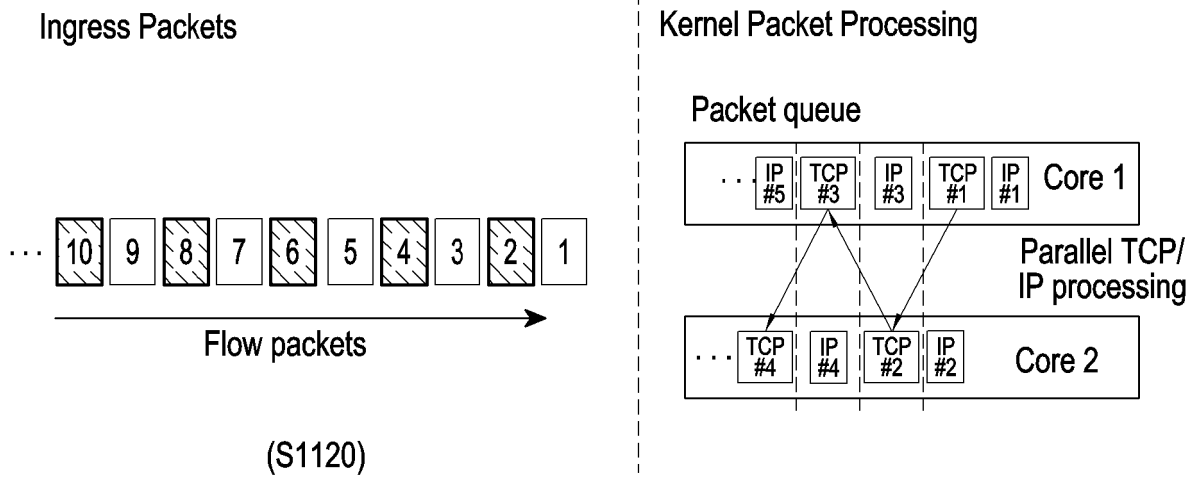 Ingress Packets
... 10 9 8 7 6 5 4 3 2 1
Flow packets
(S1120)
Kernel Packet Processing
Packet queue
... IP #5 TCP #3 IP #3 TCP #1 IP #1 Core 1
Parallel TCP/
IP processing
... TCP #4 IP #4 TCP #2 IP #2 Core 2